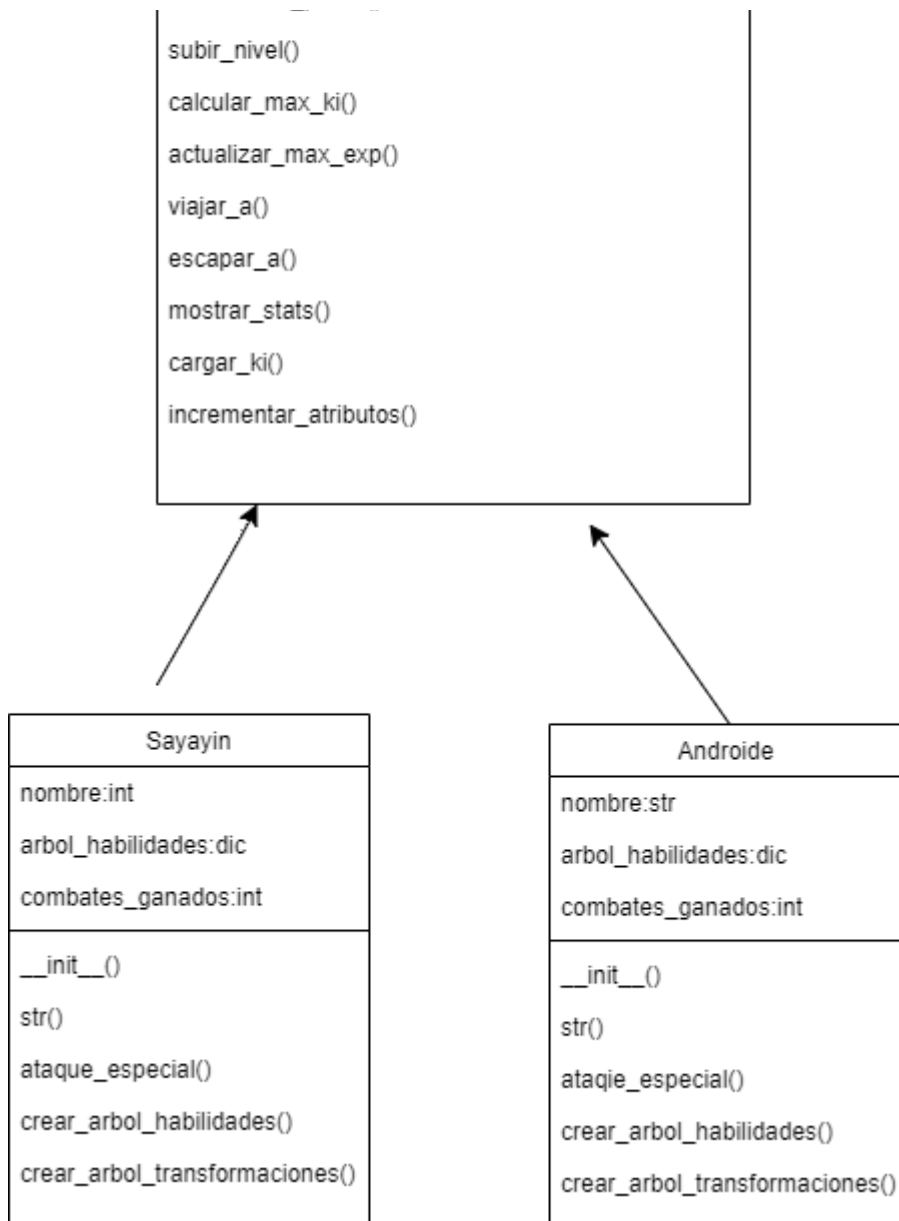 subir_nivel()
calcular_max_ki()
actualizar_max_exp()
viajar_a()
escapar_a()
mostrar_stats()
cargar_ki()
incrementar_atributos()
Sayayin
nombre:int
arbol_habilidades:dic
combates_ganados:int
__init__()
str()
ataque_especial()
crear_arbol_habilidades()
crear_arbol_transformaciones()
Androide
nombre:str
arbol_habilidades:dic
combates_ganados:int
__init__()
str()
ataqie_especial()
crear_arbol_habilidades()
crear_arbol_transformaciones()